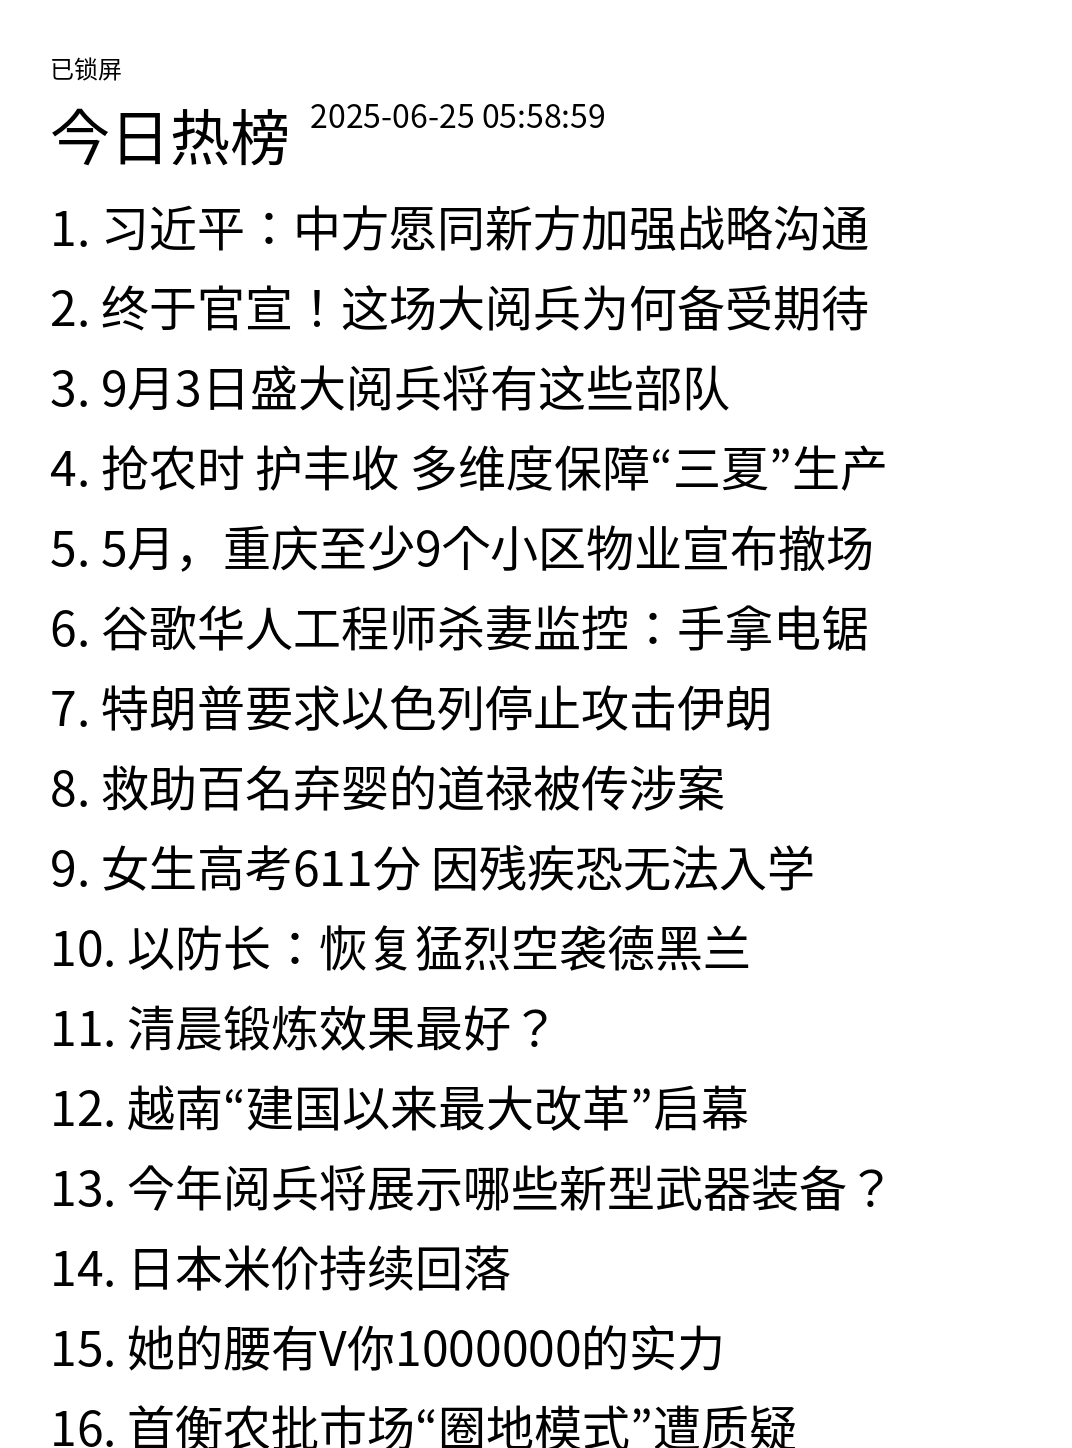 已锁屏
今日热榜 2025-06-25 05:58:59
1. 习近平：中方愿同新方加强战略沟通
2. 终于官宣！这场大阅兵为何备受期待
3. 9月3日盛大阅兵将有这些部队
4. 抢农时 护丰收 多维度保障“三夏”生产
5. 5月，重庆至少9个小区物业宣布撤场
6. 谷歌华人工程师杀妻监控：手拿电锯
7. 特朗普要求以色列停止攻击伊朗
8. 救助百名弃婴的道禄被传涉案
9. 女生高考611分 因残疾恐无法入学
10. 以防长：恢复猛烈空袭德黑兰
11. 清晨锻炼效果最好？
12. 越南“建国以来最大改革”启幕
13. 今年阅兵将展示哪些新型武器装备？
14. 日本米价持续回落
15. 她的腰有V你1000000的实力
16. 首衡农批市场“圈地模式”遭质疑